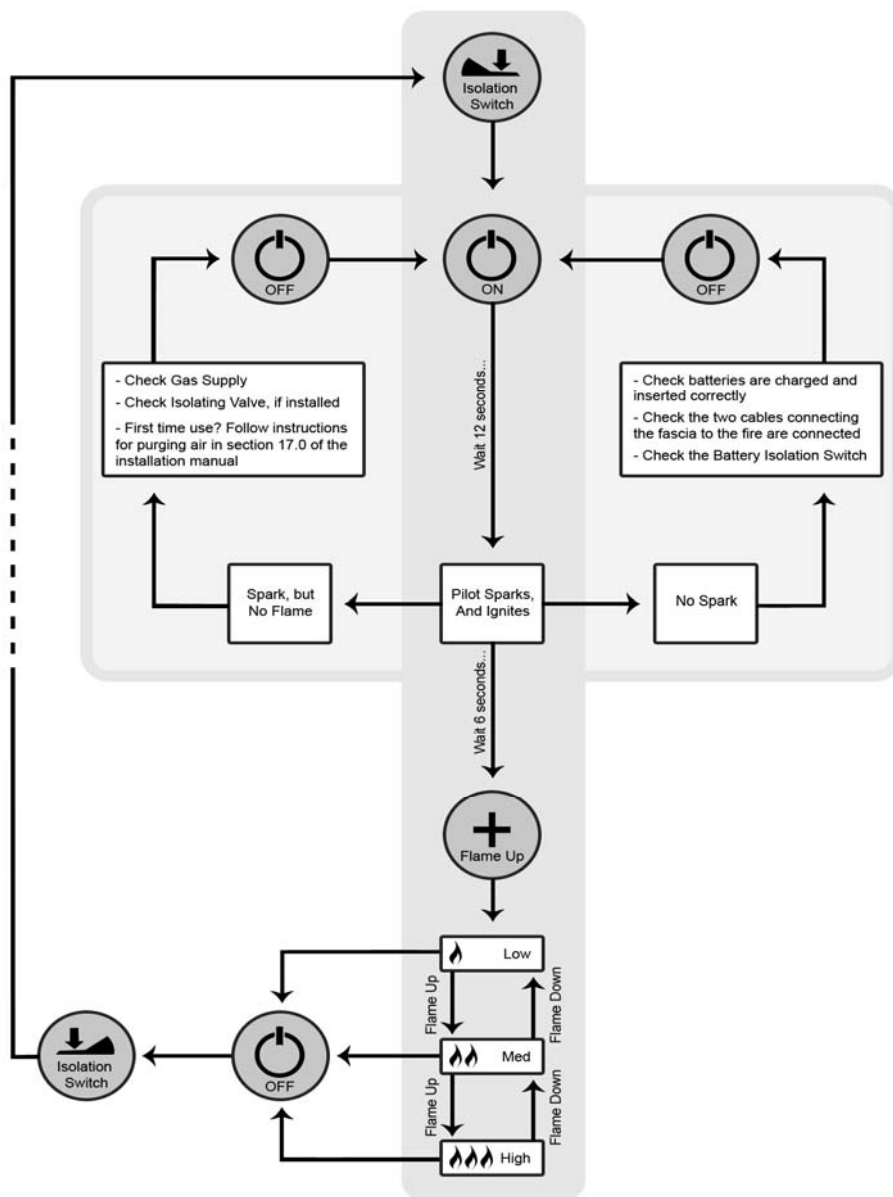 Isolation
Switch
OFF
ON
OFF
- Check Gas Supply
- Check Isolating Valve, if installed
- First time use? Follow instructions
for purging air in section 17.0 of the
installation manual
Wait 12 seconds...
- Check batteries are charged and
inserted correctly
- Check the two cables connecting
the fascia to the fire are connected
- Check the Battery Isolation Switch
Spark, but
No Flame
Pilot Sparks,
And Ignites
No Spark
Wait 6 seconds...
Flame Up
Low
Flame Up
Flame Down
Isolation
Switch
OFF
Med
Flame Up
Flame Down
High